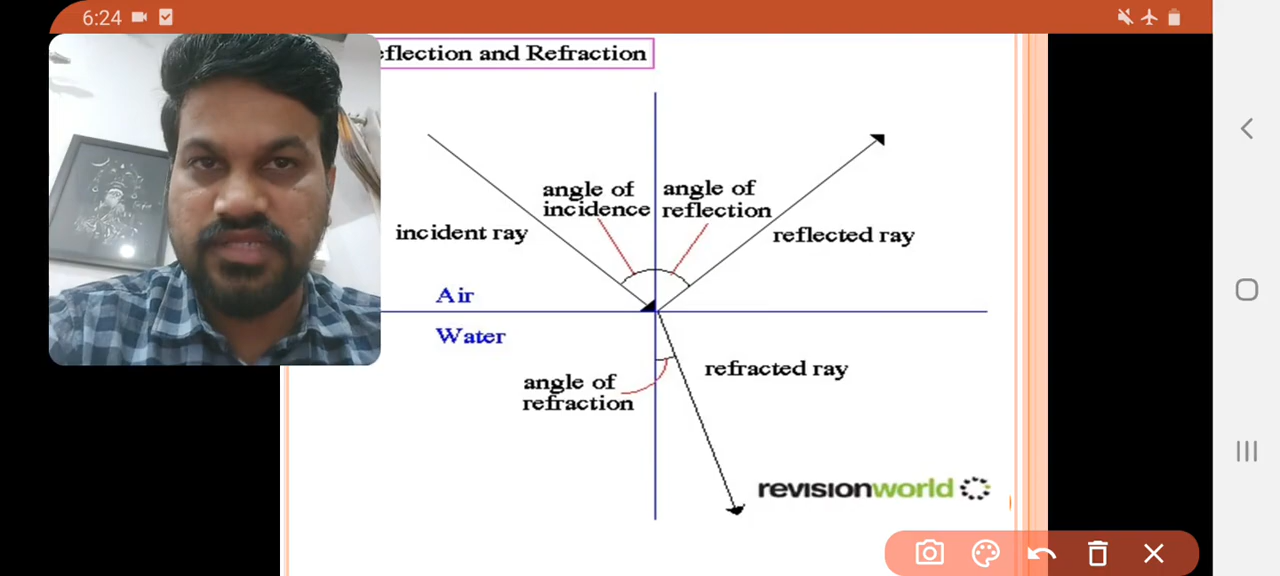 6:24
eflection and Refraction
angle of
incidence
angle of
reflection
incident ray
reflected ray
Air
Water
refracted ray
angle of
refraction
revisionworld